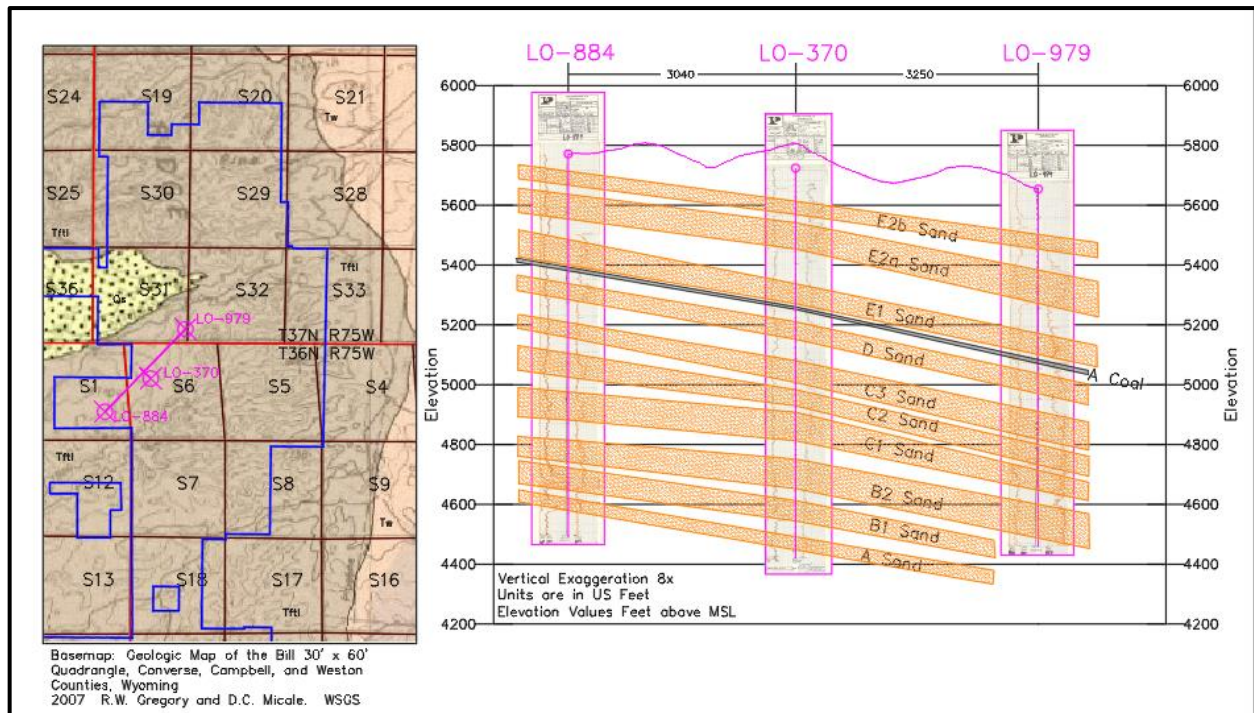 S24
S19
S20
S21
Tw
S25
S30
S29
S28
Tftl
S36
Qs
S31
S32
Tftl
S33
LO-979
T37N R75W
T36N R75W
LO-370
S1
S6
S5
S4
LO-884
Tftl
S12
S7
S8
S9
Tw
S13
S18
S17
S16
Tftl
Basemap: Geologic Map of the Bill 30' x 60'
Quadrangle, Converse, Campbell, and Weston
Counties, Wyoming
2007 R.W. Gregory and D.C. Micale. WSGS
LO-884
LO-370
LO-979
3040
3250
6000
5800
5600
5400
5200
5000
4800
4600
4400
4200
Elevation
E2b Sand
E2a Sand
E1 Sand
D Sand
A Coal
C3 Sand
C2 Sand
C1 Sand
B2 Sand
B1 Sand
A Sand
Vertical Exaggeration 8x
Units are in US Feet
Elevation Values Feet above MSL
6000
5800
5600
5400
5200
5000
4800
4600
4400
4200
Elevation